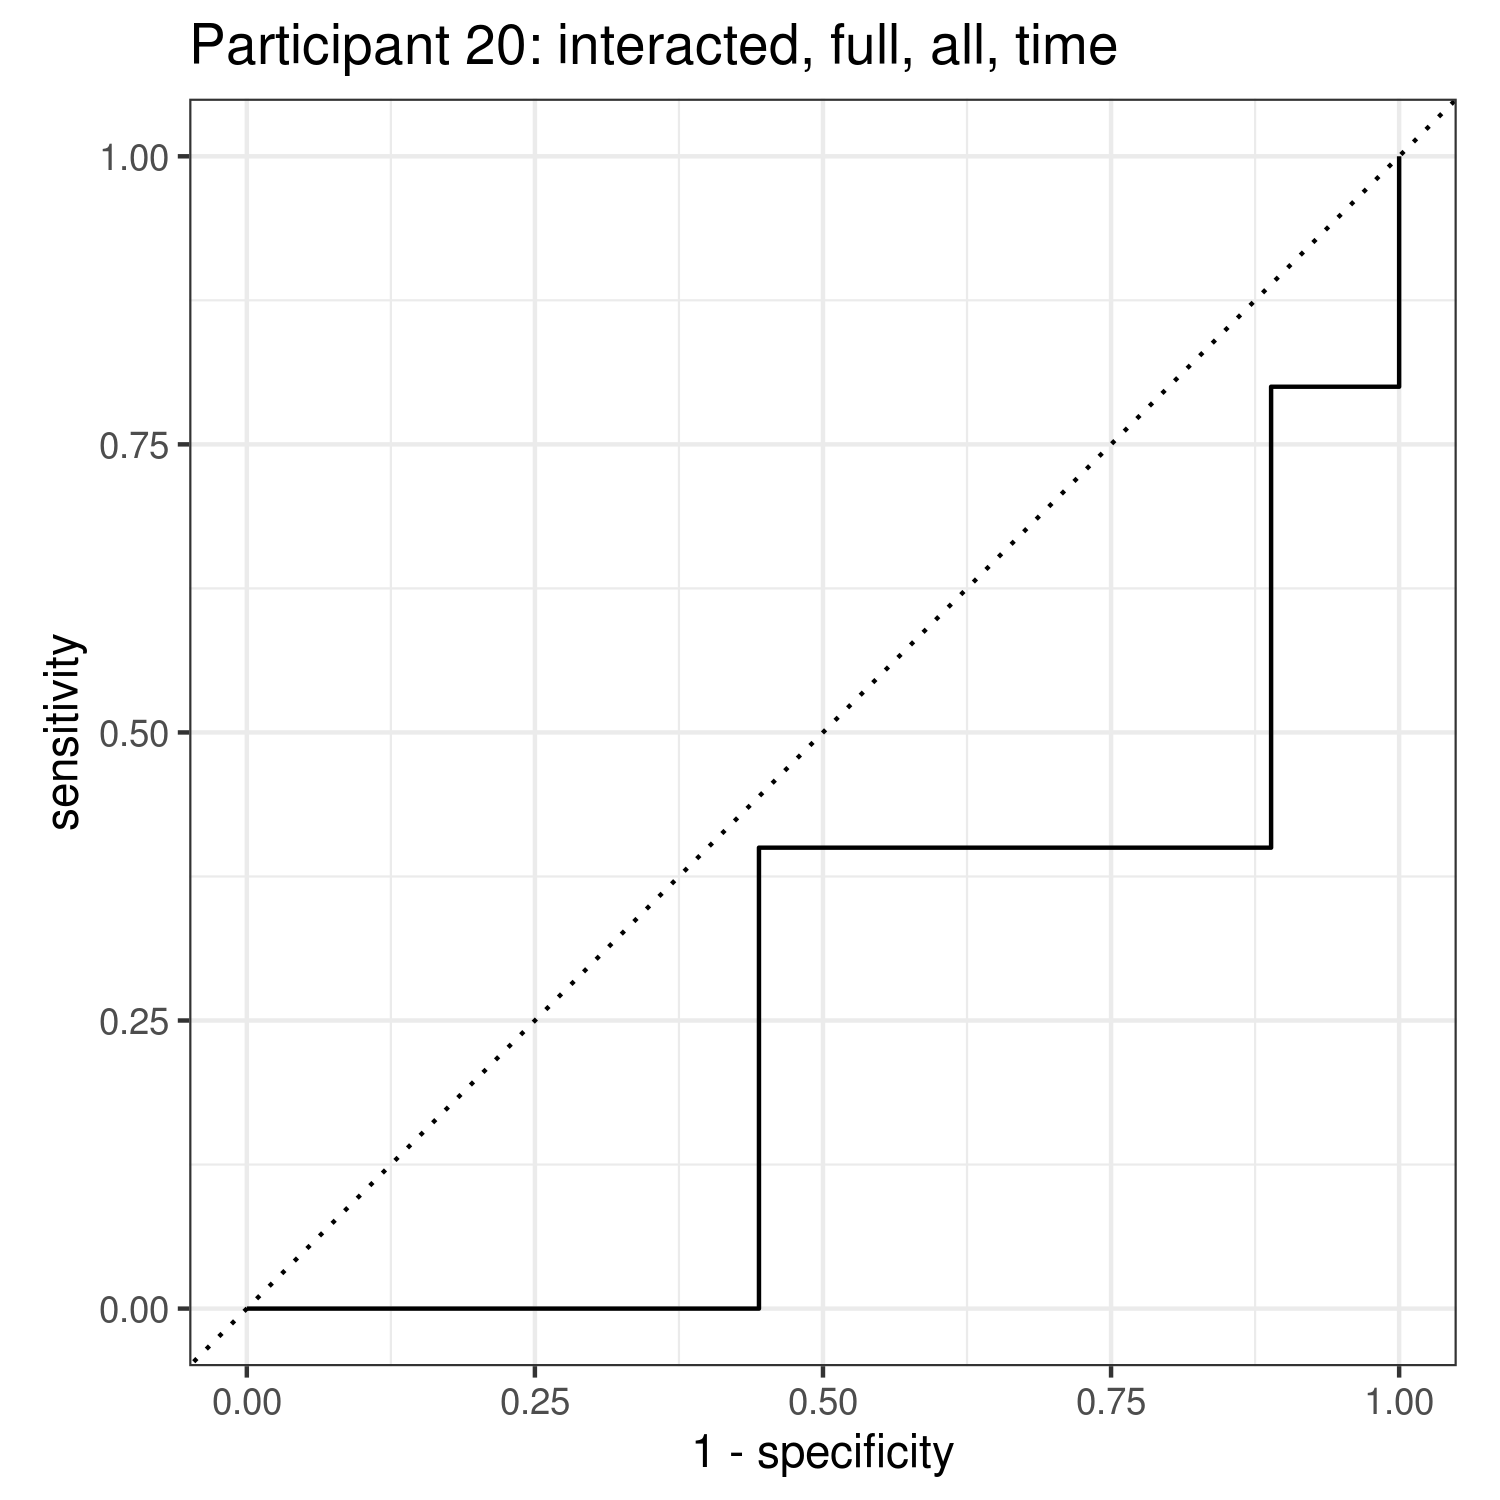 Participant 20: interacted, full, all, time
1.00
0.75
0.50
0.25
0.00
sensitivity
0.00 0.25 0.50 0.75 1.00
1 - specificity